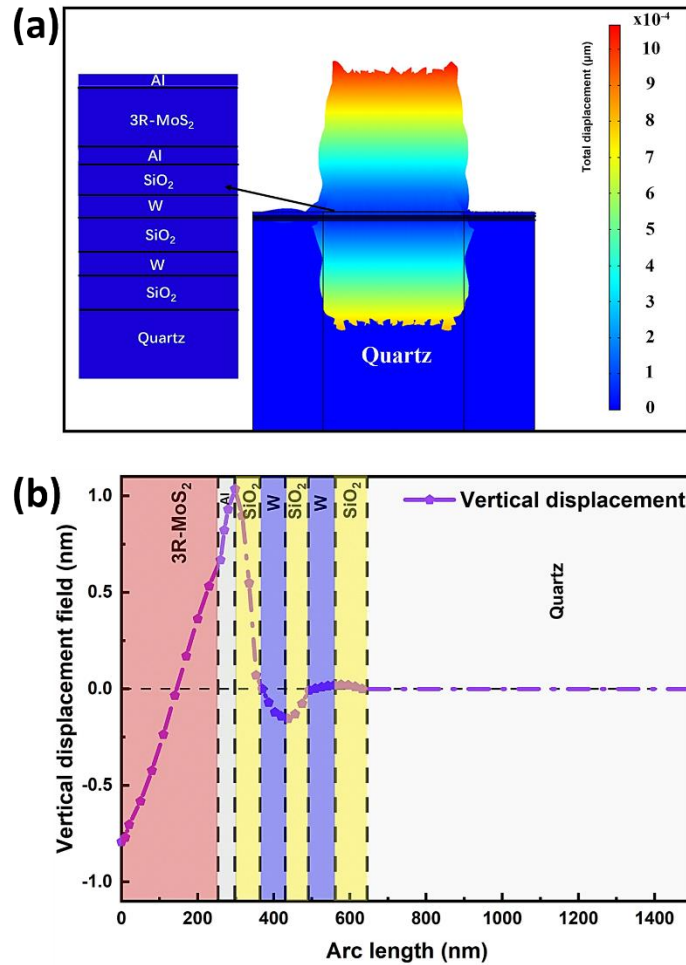 (a)
Al
3R-MoS₂
Al
SiO₂
W
SiO₂
W
SiO₂
Quartz
Quartz
Total diaplacement (μm)
×10⁻⁴
10
9
8
7
6
5
4
3
2
1
0
(b)
Vertical displacement field (nm)
1.0
0.5
0.0
-0.5
-1.0
3R-MoS₂
Al
SiO₂
W
SiO₂
W
SiO₂
Vertical displacement
Quartz
0 200 400 600 800 1000 1200 1400
Arc length (nm)